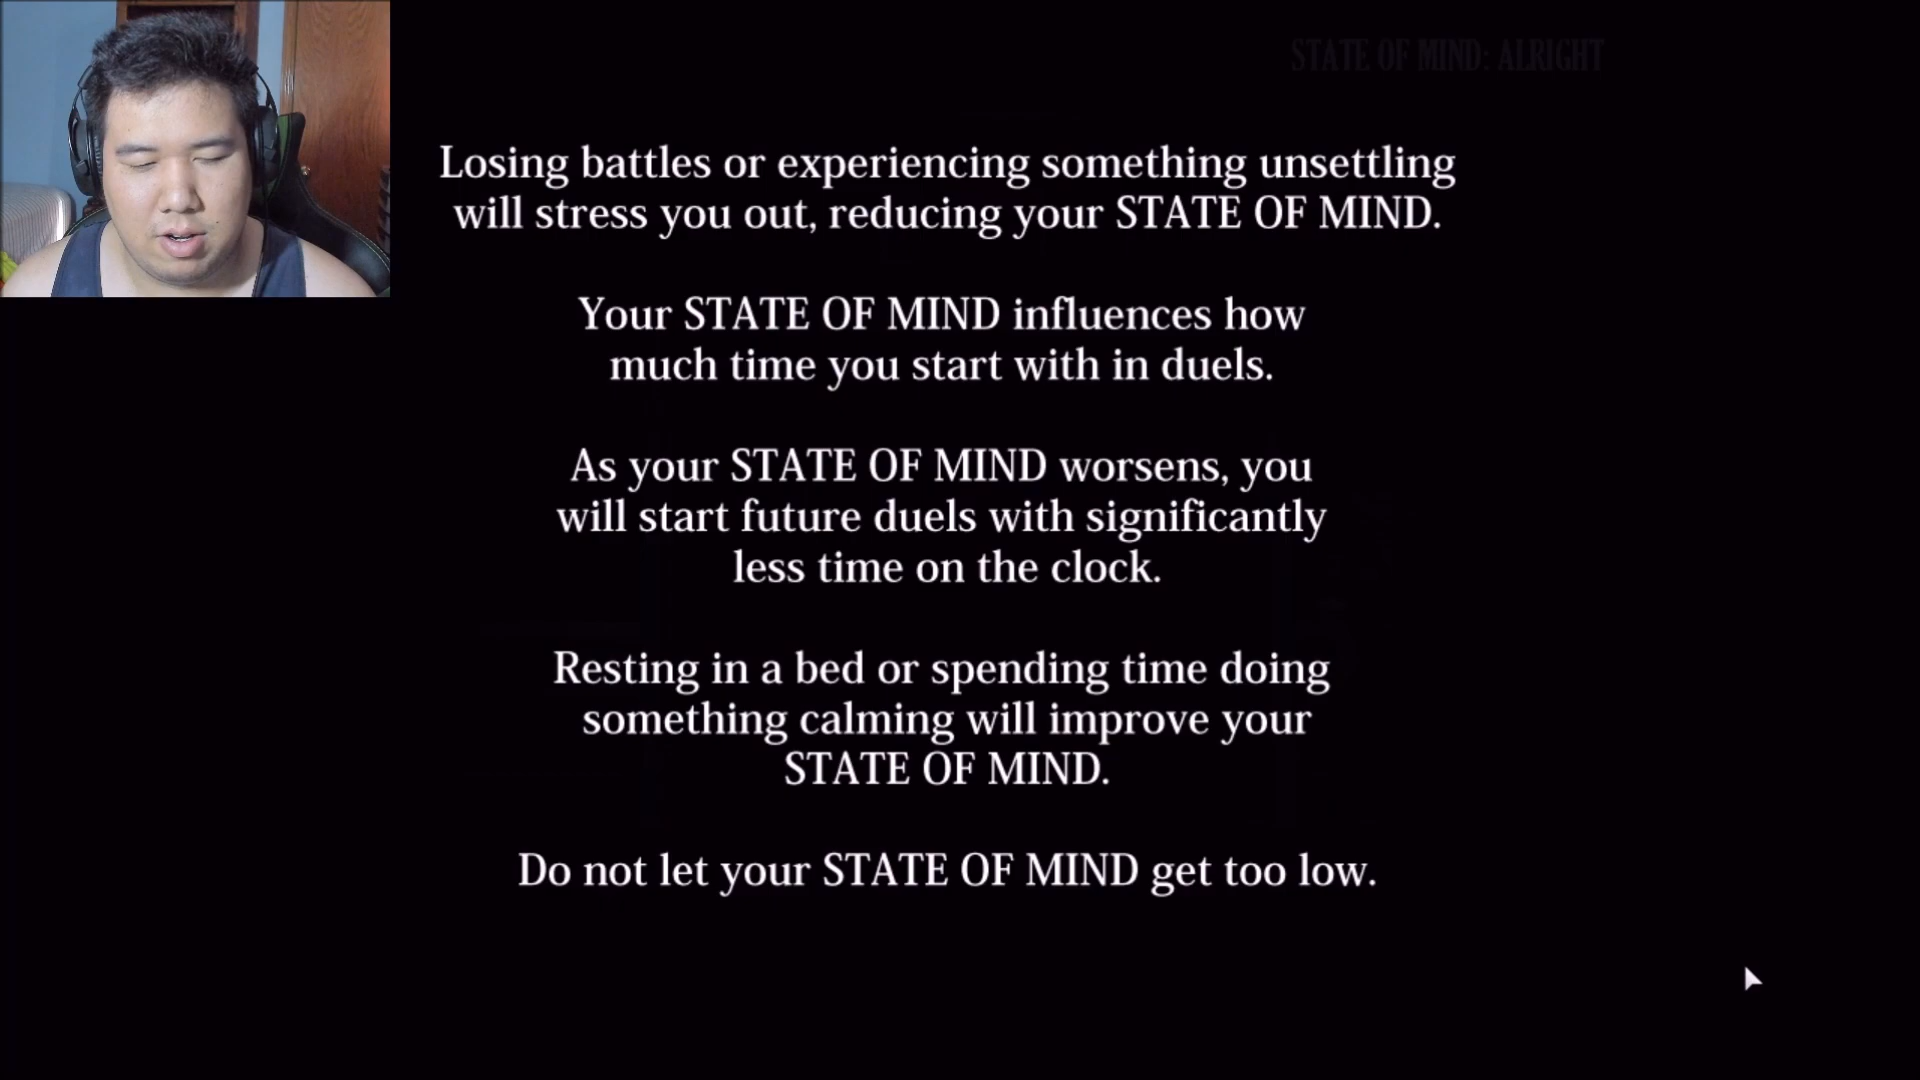 STATE OF MIND: ALRIGHT
Losing battles or experiencing something unsettling
will stress you out, reducing your STATE OF MIND.
Your STATE OF MIND influences how
much time you start with in duels.
As your STATE OF MIND worsens, you
will start future duels with significantly
less time on the clock.
Resting in a bed or spending time doing
something calming will improve your
STATE OF MIND.
Do not let your STATE OF MIND get too low.